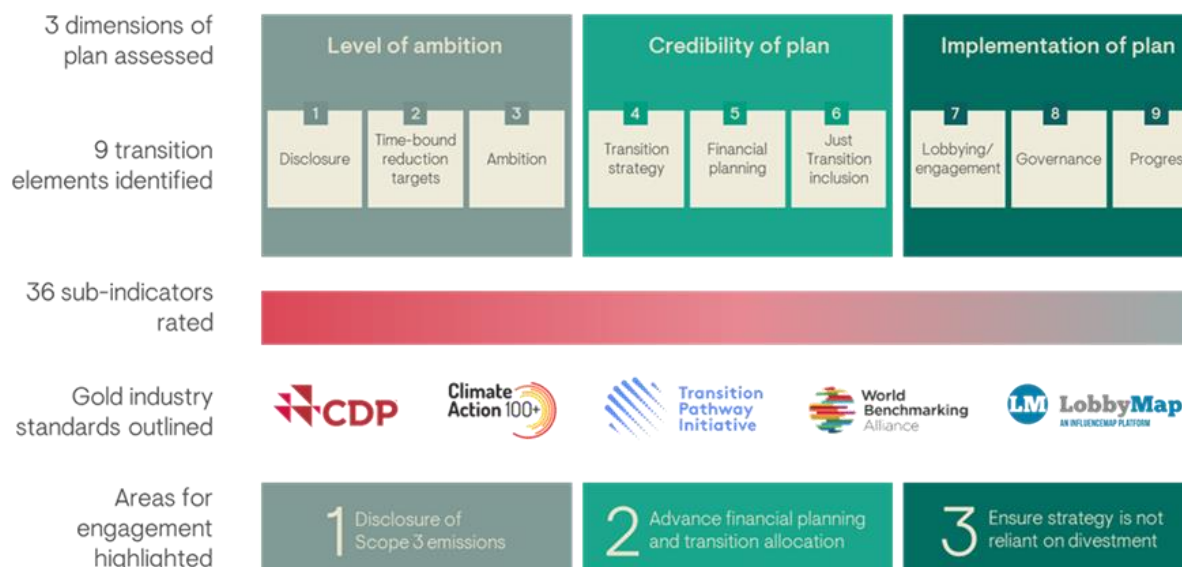 3 dimensions of
plan assessed
Level of ambition
Credibility of plan
Implementation of plan
9 transition
elements identified
1
Disclosure
2
Time-bound
reduction
targets
3
Ambition
4
Transition
strategy
5
Financial
planning
6
Just
Transition
inclusion
7
Lobbying/
engagement
8
Governance
9
Progres
36 sub-indicators
rated
Gold industry
standards outlined
CDP
Climate
Action 100+
Transition
Pathway
Initiative
World
Benchmarking
Alliance
LM LobbyMap
AN INFLUENCEMAP PLATFORM
Areas for
engagement
highlighted
1 Disclosure of
Scope 3 emissions
2 Advance financial planning
and transition allocation
3 Ensure strategy is not
reliant on divestment